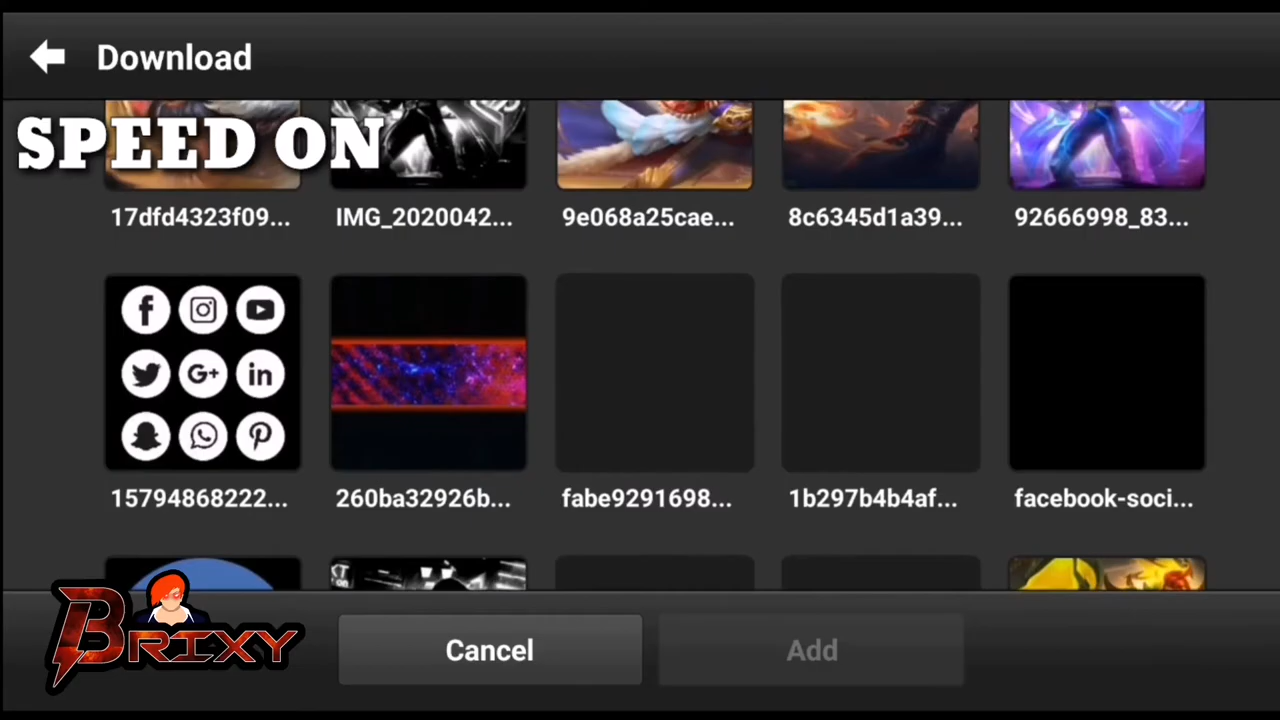 Download
SPEED ON
17dfd4323f09... IMG_2020042... 9e068a25cae... 8c6345d1a39... 92666998_83...
15794868222... 260ba32926b... fabe9291698... 1b297b4b4af... facebook-soci...
BRIXY
Cancel Add